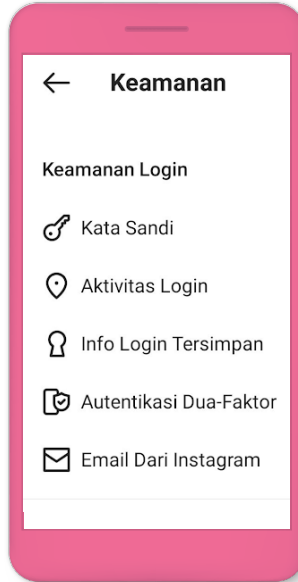 Keamanan
Keamanan Login
Kata Sandi
Aktivitas Login
Info Login Tersimpan
Autentikasi Dua-Faktor
Email Dari Instagram